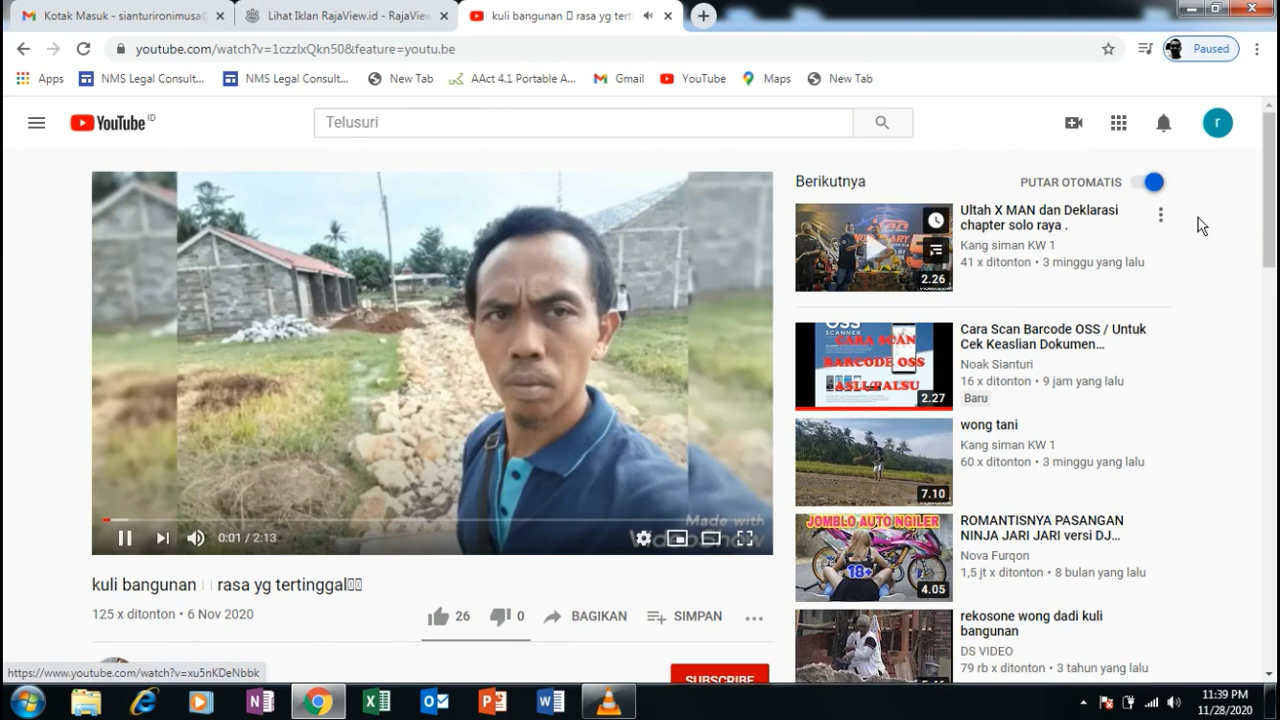 Kotak Masuk - sianturironimusa@
Lihat Iklan RajaView.id - RajaView
kuli bangunan rasa yg tert
youtube.com/watch?v=1czzlxQkn50&feature=youtu.be
Paused
Apps
NMS Legal Consult...
NMS Legal Consult...
New Tab
AAct 4.1 Portable A...
Gmail
YouTube
Maps
New Tab
YouTube ID
Telusuri
r
Berikutnya
PUTAR OTOMATIS
Ultah X MAN dan Deklarasi
chapter solo raya .
Kang siman KW 1
41 x ditonton • 3 minggu yang lalu
2.26
OSS
SCANNER
CARA SCAN
BARCODE OSS
ASLI/PALSU
2.27
Cara Scan Barcode OSS / Untuk
Cek Keaslian Dokumen...
Noak Sianturi
16 x ditonton • 9 jam yang lalu
Baru
7.10
wong tani
Kang siman KW 1
60 x ditonton • 3 minggu yang lalu
JOMBLO AUTO NGILER
18+
4.05
ROMANTISNYA PASANGAN
NINJA JARI JARI versi DJ...
Nova Furqon
1,5 jt x ditonton • 8 bulan yang lalu
rekosone wong dadi kuli
bangunan
DS VIDEO
79 rb x ditonton • 3 tahun yang lalu
Made with
0:01 / 2:13
kuli bangunan rasa yg tertinggal
125 x ditonton • 6 Nov 2020
26
0
BAGIKAN
SIMPAN
SUBSCRIBE
https://www.youtube.com/watch?v=xu5nKDeNbbk
11:39 PM
11/28/2020